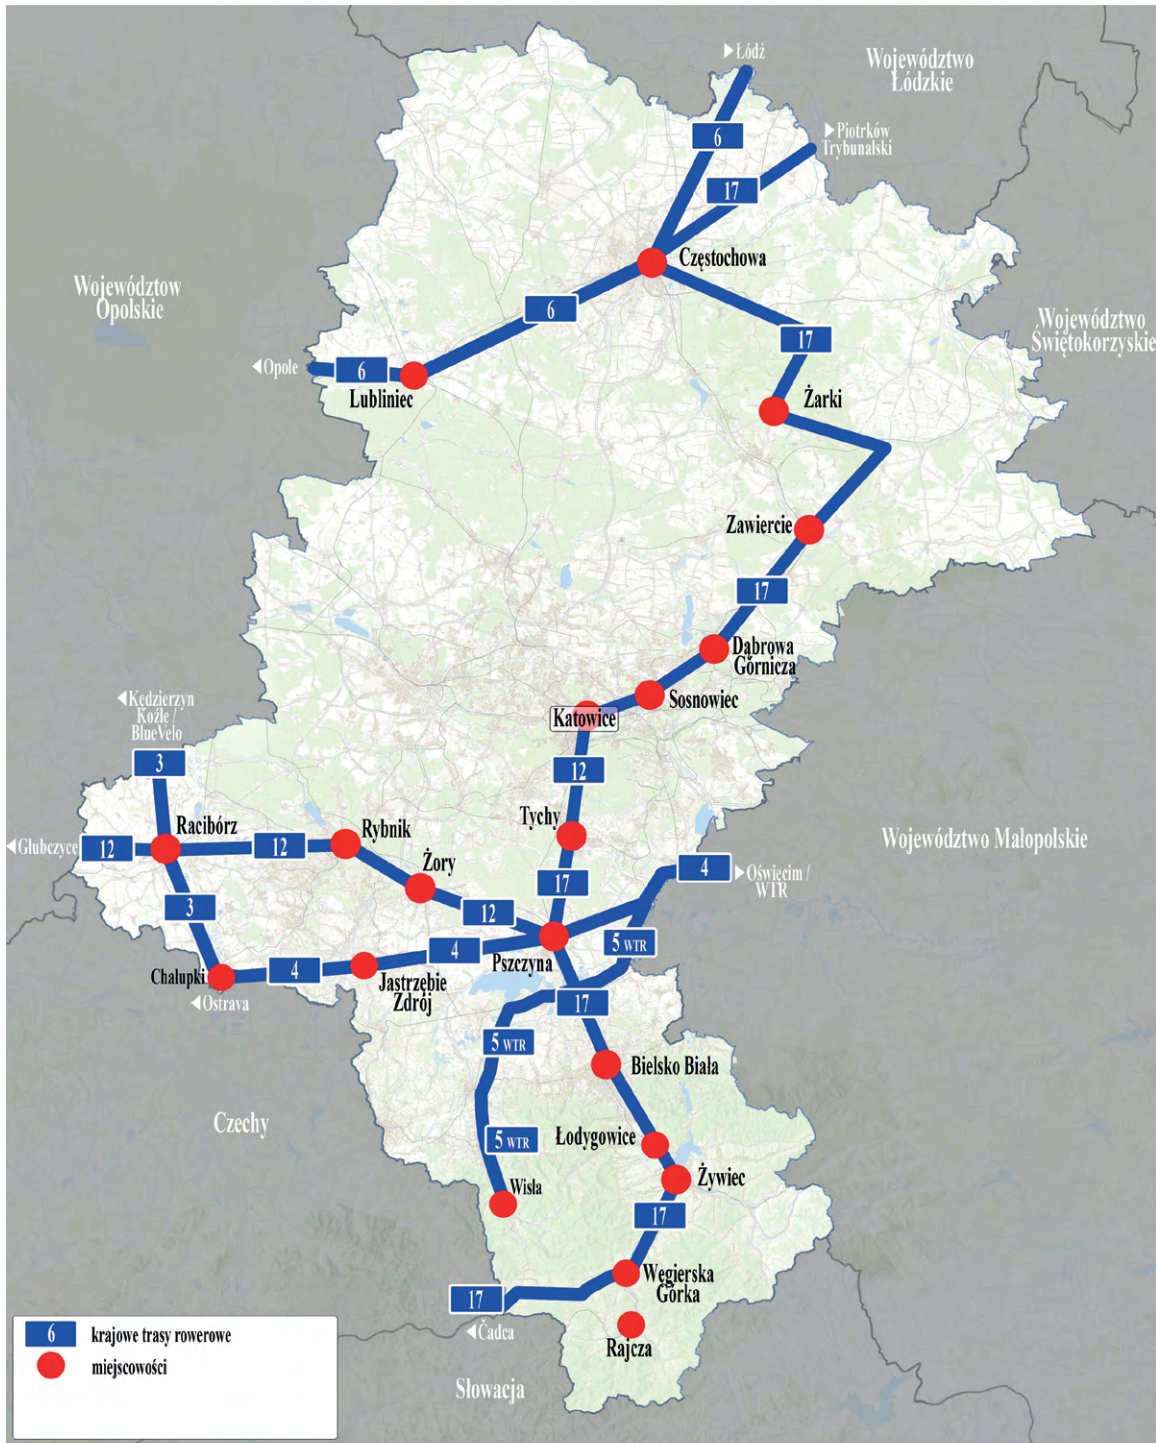 Łódź
Województwo
Łódzkie
6
Piotrków
Trybunalski
17
Częstochowa
Województow
Opolskie
6
Województwo
Świętokorzyskie
17
Opole
6
Lubliniec
Żarki
Zawiercie
17
Dąbrowa
Górnicza
Sosnowiec
Katowice
Kędzierzyn
Koźle /
BlueVelo
3
12
Tychy
Racibórz
Rybnik
Głubczyce
12
12
Województwo Małopolskie
Żory
17
4
Oświęcim /
WTR
3
12
5 WTR
4
Pszczyna
4
Chałupki
Jastrzębie
Zdrój
Ostrava
17
5 WTR
Bielsko Biała
Czechy
5 WTR
Łodygowice
Żywiec
Wisła
17
Węgierska
Górka
17
Čadca
Rajcza
Słowacja
6
krajowe trasy rowerowe
miejscowości